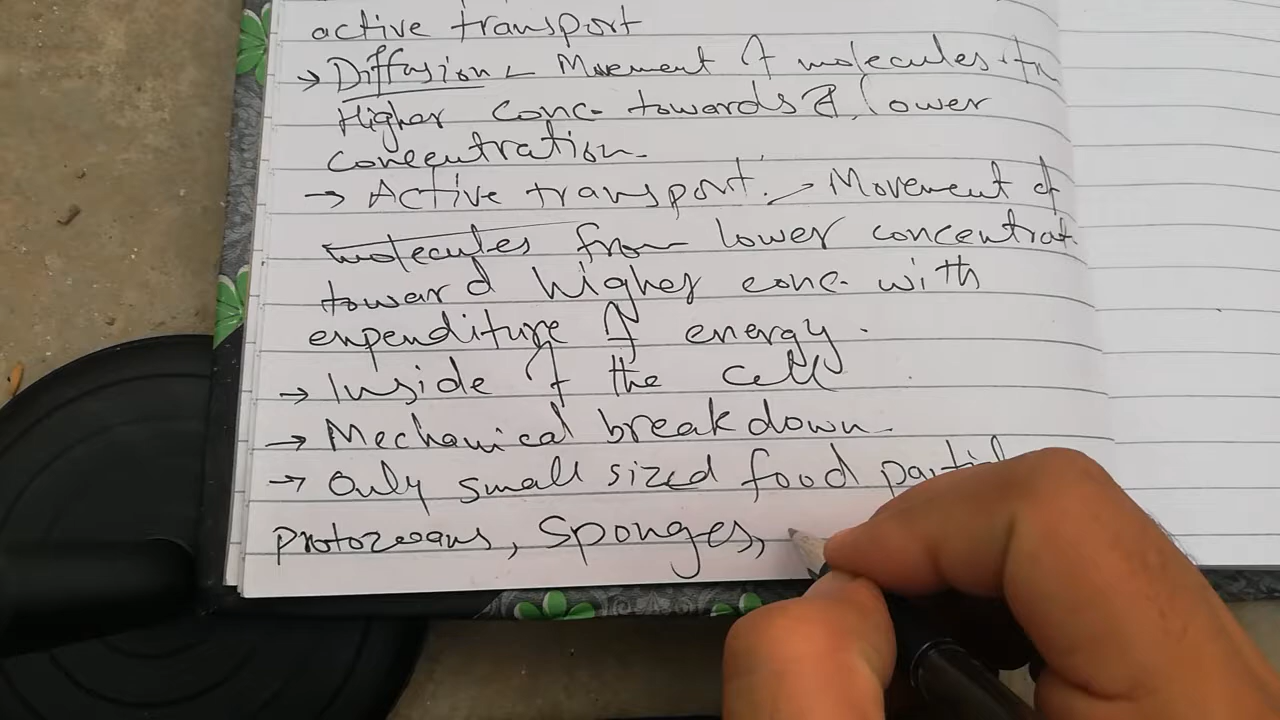 active transport
→ Diffusion - Movement of molecules
Higher conc. towards lower
concentration.
→ Active transport. → Movement of
molecules from lower concentrat.
toward higher conc. with
expenditure of energy.
→ Inside of the cell
→ Mechanical breakdown.
→ Only small sized food
protozoans, sponges,